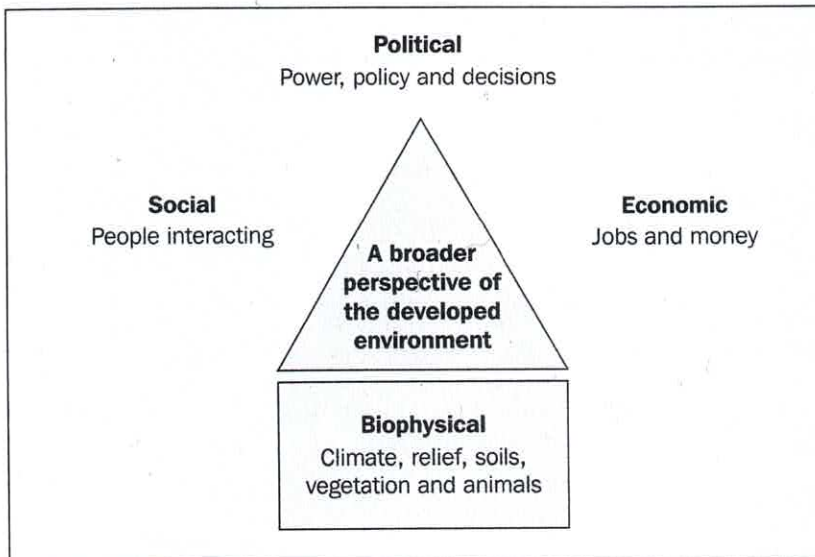 Political
Power, policy and decisions
Social
People interacting
Economic
Jobs and money
A broader
perspective of
the developed
environment
Biophysical
Climate, relief, soils,
vegetation and animals